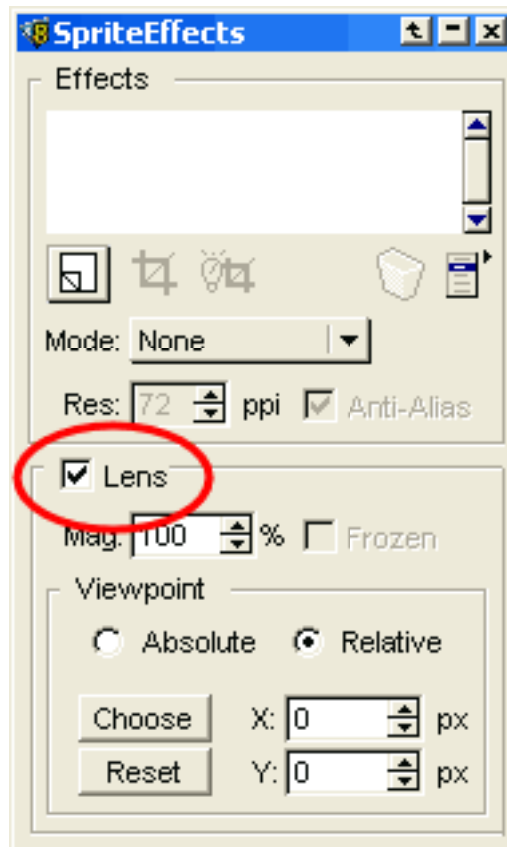 SpriteEffects
Effects
Mode: None
Res: 72 ppi Anti-Alias
Lens
Mag: 100 % Frozen
Viewpoint
Absolute Relative
Choose X: 0 px
Reset Y: 0 px